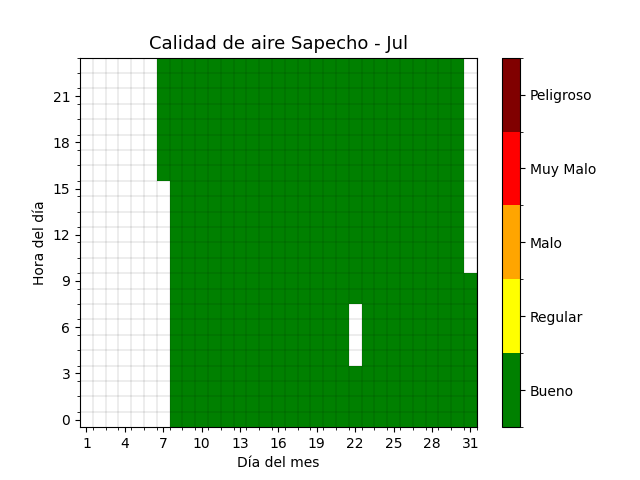 Calidad de aire Sapecho - Jul
21
18
15
12
9
6
3
0
Hora del día
1 4 7 10 13 16 19 22 25 28 31
Día del mes
Peligroso
Muy Malo
Malo
Regular
Bueno